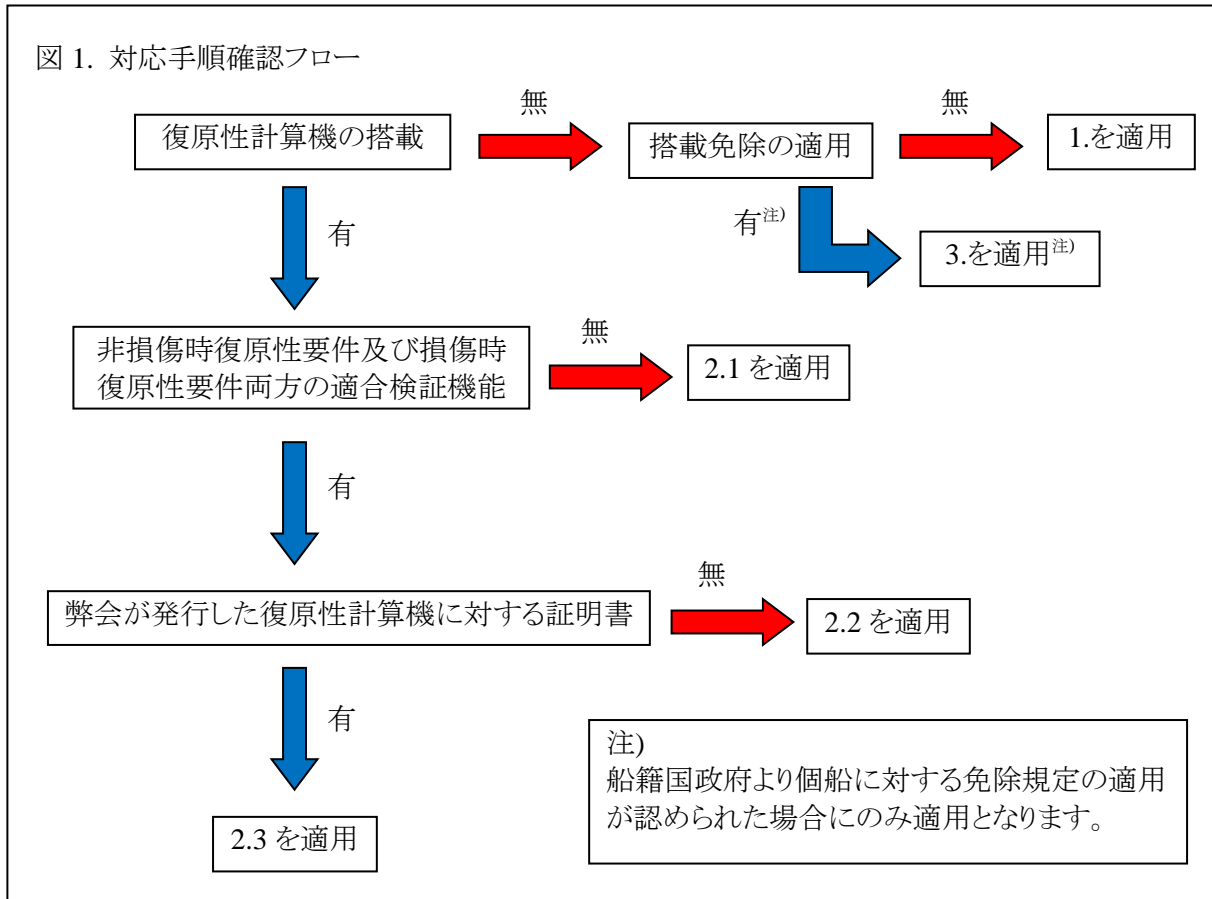 図 1. 対応手順確認フロー
無
無
復原性計算機の搭載
搭載免除の適用
1.を適用
有
有注)
3.を適用注)
無
非損傷時復原性要件及び損傷時
復原性要件両方の適合検証機能
2.1 を適用
有
無
弊会が発行した復原性計算機に対する証明書
2.2 を適用
有
注)
船籍国政府より個船に対する免除規定の適用
が認められた場合にのみ適用となります。
2.3 を適用